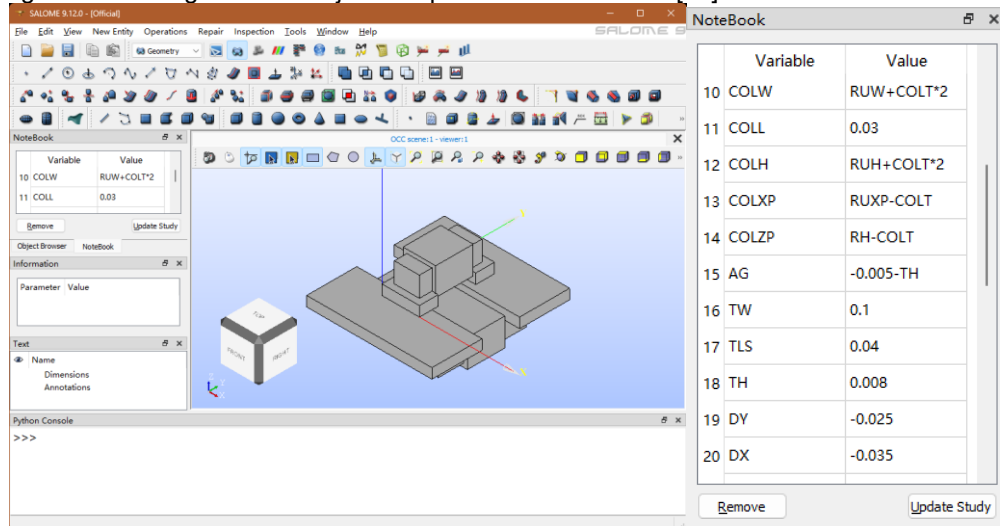 SALOME 9.12.0 - [Official]
File Edit View New Entity Operations Repair Inspection Tools Window Help
SALOME 9
Geometry
NoteBook
Variable Value
10 COLW RUW+COLT*2
11 COLL 0.03
Remove Update Study
Object Browser NoteBook
Information
Parameter Value
Text
Name
Dimensions
Annotations
OCC scene:1 - viewer:1
TOP
FRONT
RIGHT
X
Python Console
>>>
NoteBook
Variable Value
10 COLW RUW+COLT*2
11 COLL 0.03
12 COLH RUH+COLT*2
13 COLXP RUXP-COLT
14 COLZP RH-COLT
15 AG -0.005-TH
16 TW 0.1
17 TLS 0.04
18 TH 0.008
19 DY -0.025
20 DX -0.035
Remove Update Study